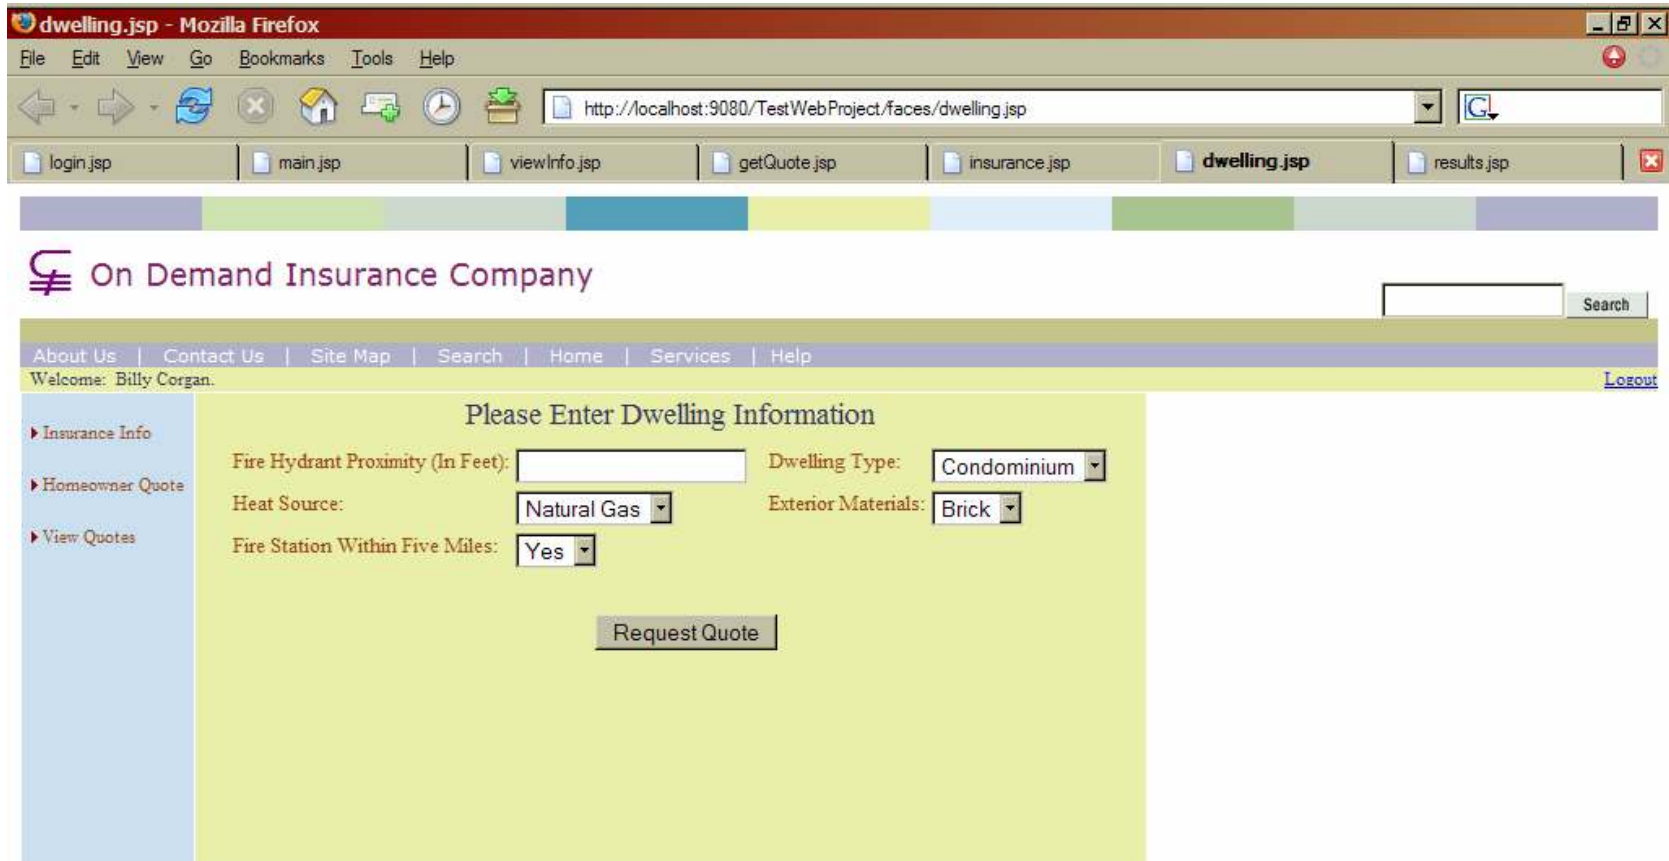 dwelling.jsp - Mozilla Firefox
File Edit View Go Bookmarks Tools Help
http://localhost:9080/TestWebProject/faces/dwelling.jsp G
login.jsp main.jsp viewInfo.jsp getQuote.jsp insurance.jsp dwelling.jsp results.jsp
On Demand Insurance Company
Search
About Us | Contact Us | Site Map | Search | Home | Services | Help
Welcome: Billy Corgan. Logout
Please Enter Dwelling Information
Insurance Info
Homeowner Quote
View Quotes
Fire Hydrant Proximity (In Feet): Dwelling Type: Condominium
Heat Source: Natural Gas Exterior Materials: Brick
Fire Station Within Five Miles: Yes
Request Quote